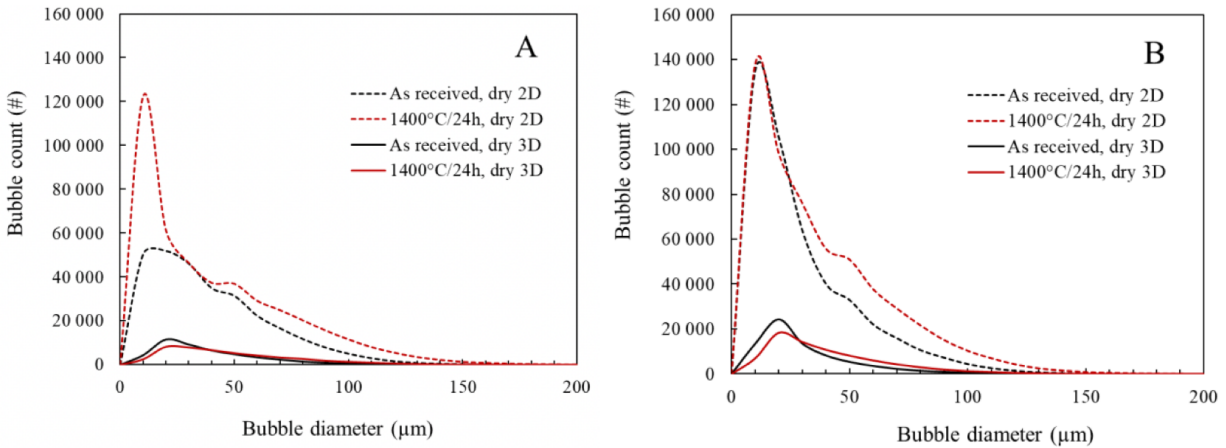 160 000
140 000
120 000
100 000
80 000
60 000
40 000
20 000
0
Bubble count (#)
A
As received, dry 2D
1400°C/24h, dry 2D
As received, dry 3D
1400°C/24h, dry 3D
0 50 100 150 200
Bubble diameter (µm)
160 000
140 000
120 000
100 000
80 000
60 000
40 000
20 000
0
Bubble count (#)
B
As received, dry 2D
1400°C/24h, dry 2D
As received, dry 3D
1400°C/24h, dry 3D
0 50 100 150 200
Bubble diameter (µm)